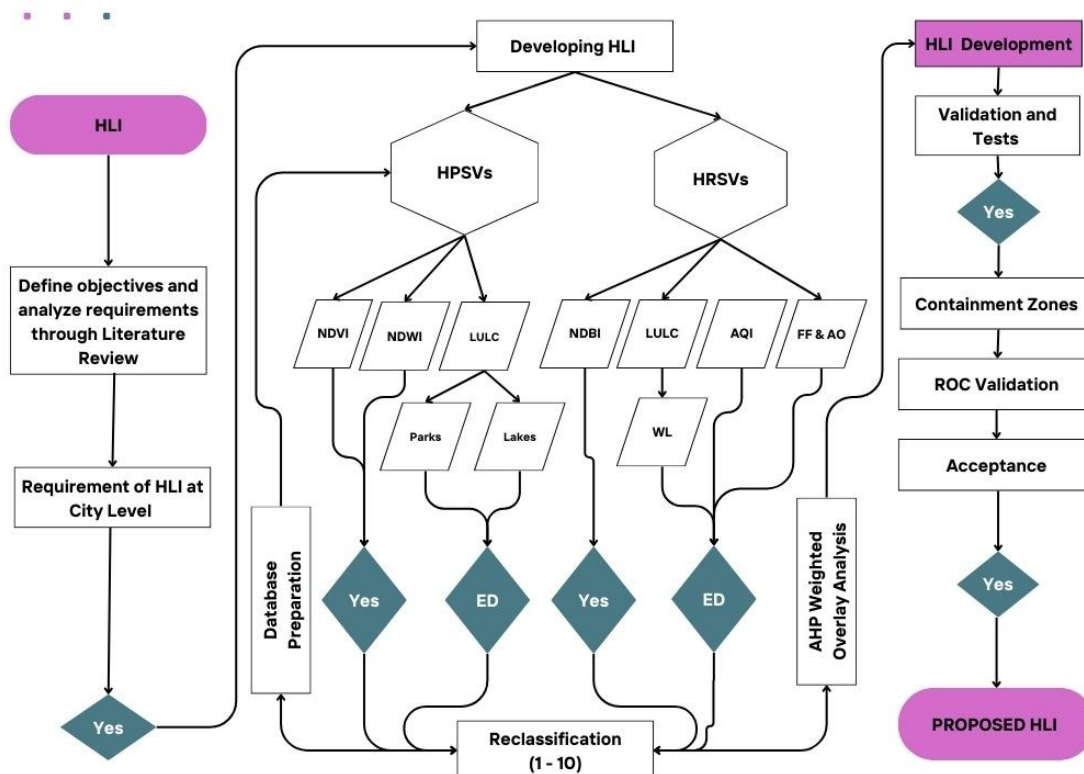 HLI
Define objectives and
analyze requirements
through Literature
Review
Requirement of HLI at
City Level
Yes
Developing HLI
HPSVs
HRSVs
NDVI
NDWI
LULC
NDBI
LULC
AQI
FF & AO
Parks
Lakes
WL
Database
Preparation
Yes
ED
Yes
ED
AHP Weighted
Overlay Analysis
Reclassification
(1 - 10)
HLI Development
Validation and
Tests
Yes
Containment Zones
ROC Validation
Acceptance
Yes
PROPOSED HLI